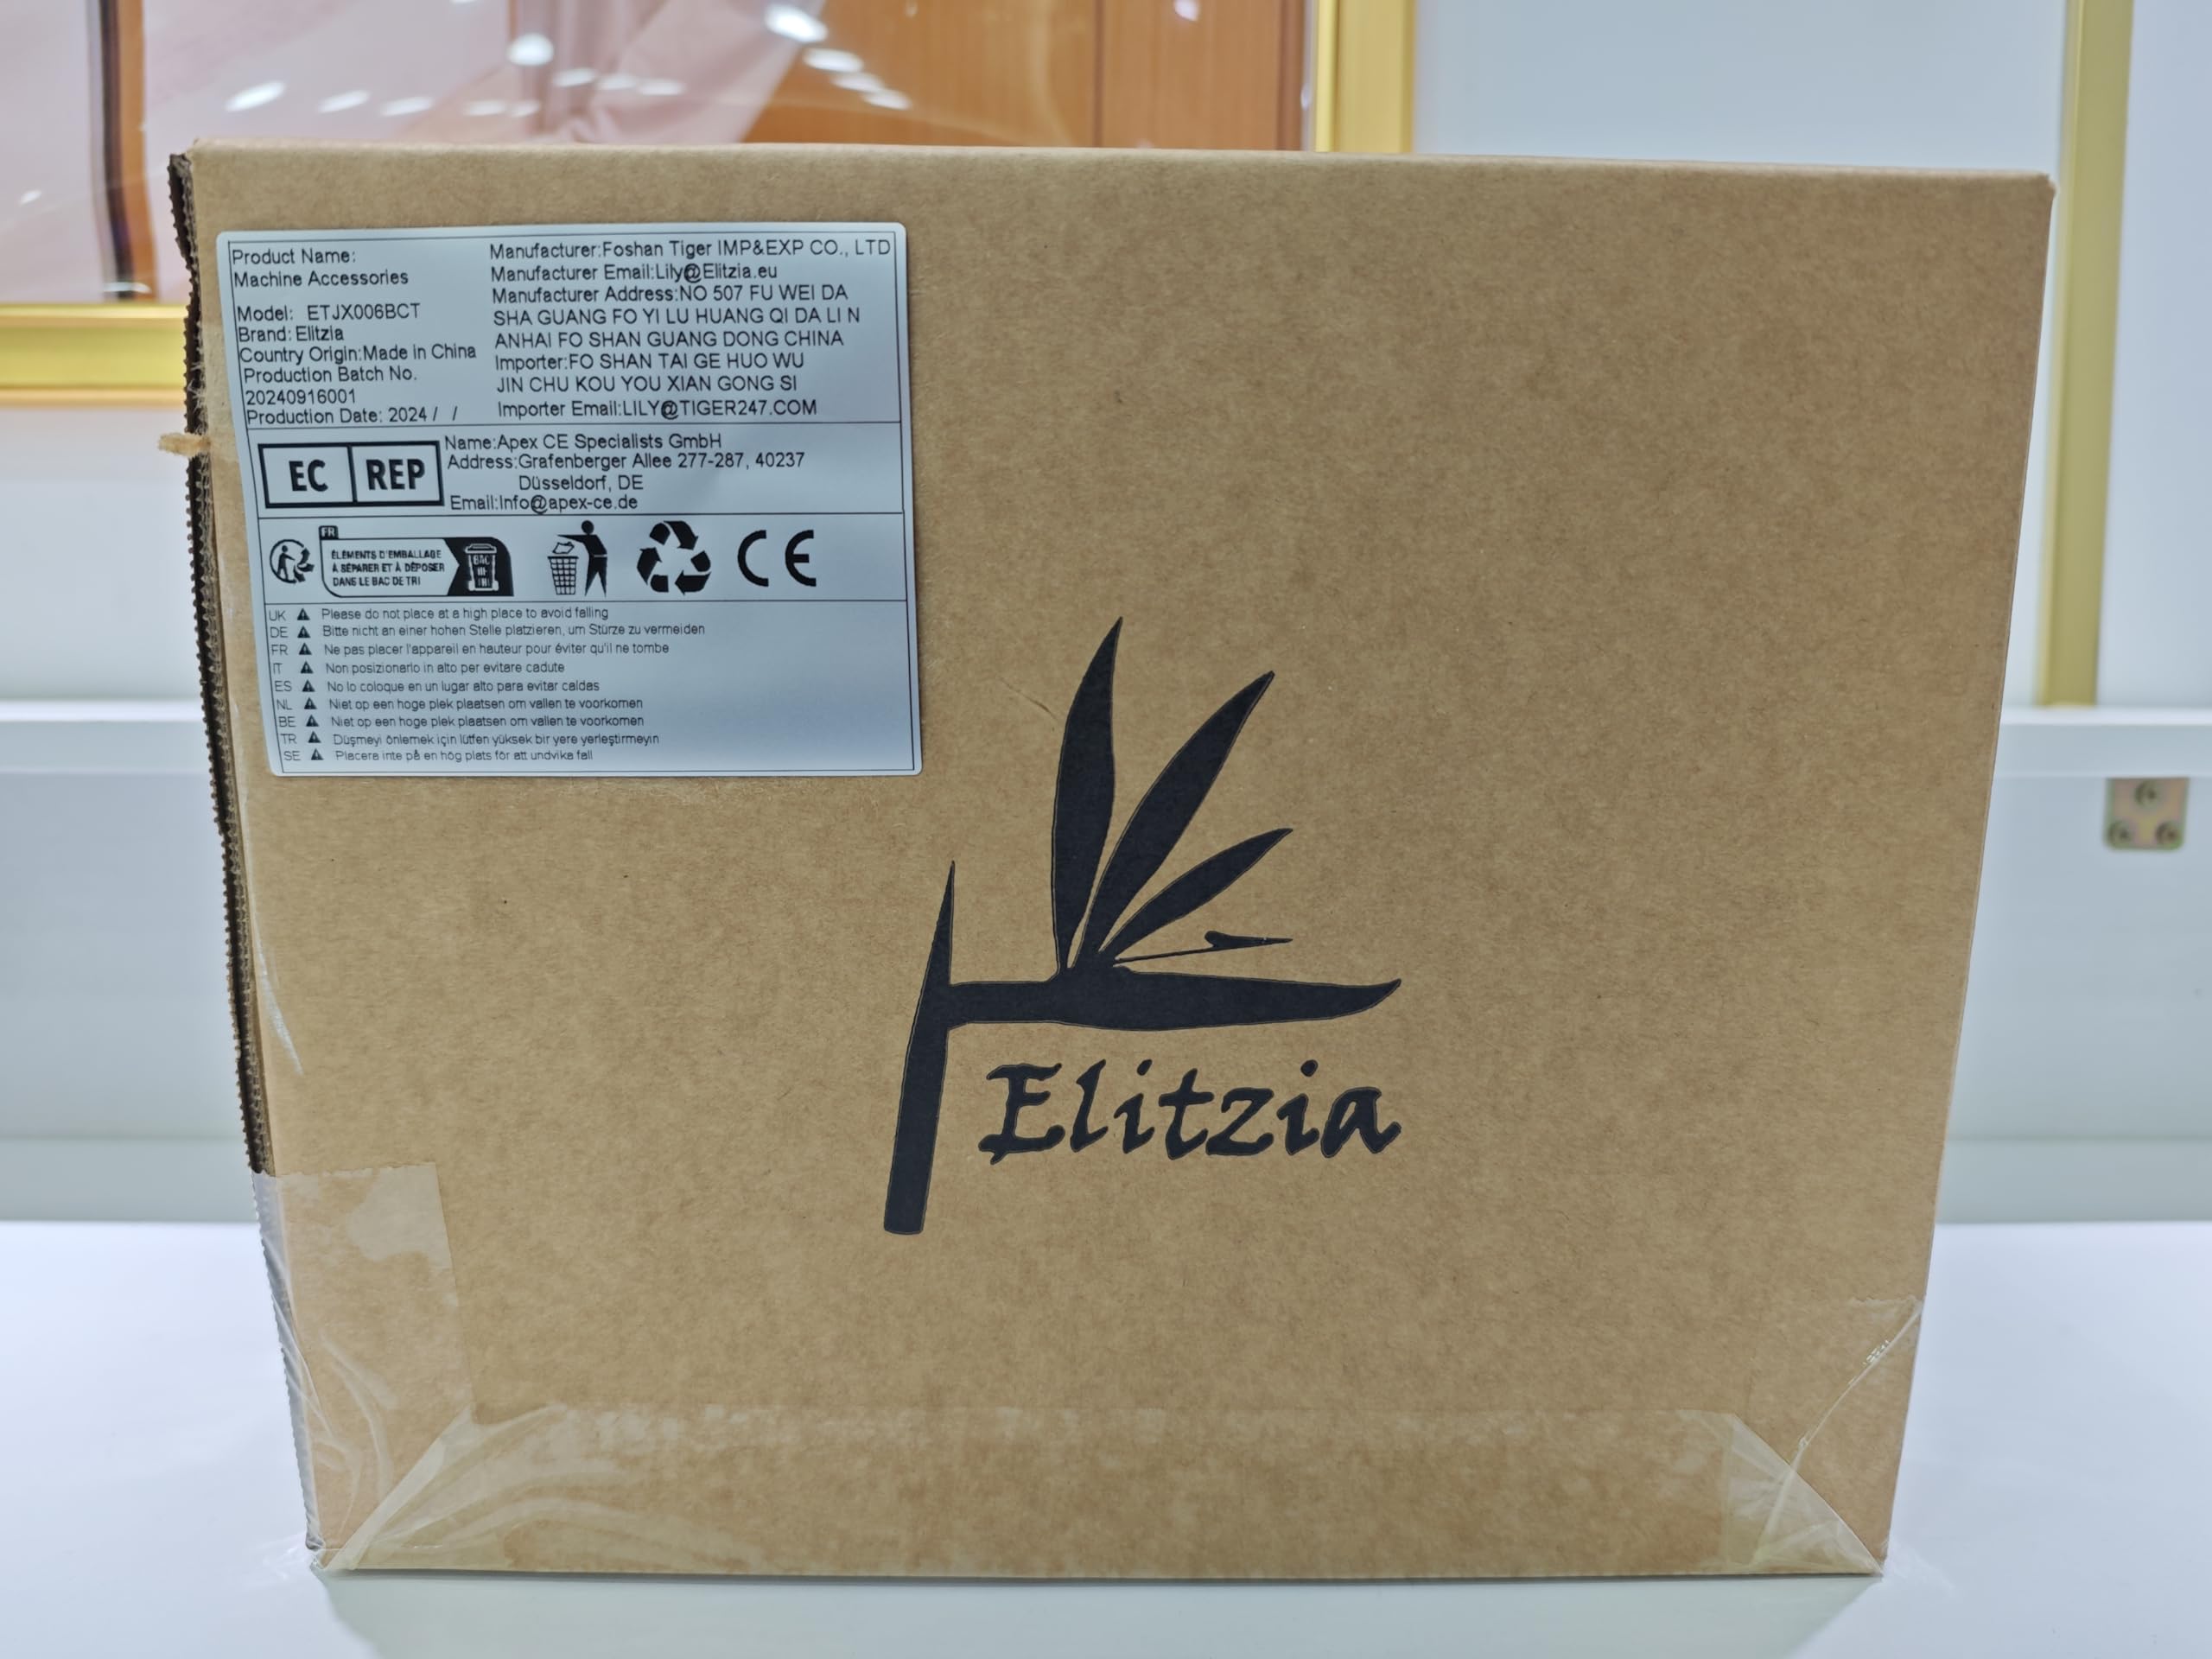 Product Name:
Machine Accessories
Model: ETJX006BCT
Brand: Elitzia
Country Origin:Made in China
Production Batch No.
20240916001
Production Date: 2024 / /
Manufacturer:Foshan Tiger IMP&EXP CO., LTD
Manufacturer Email:Lily@Elitzia.eu
Manufacturer Address:NO 507 FU WEI DA
SHA GUANG FO YI LU HUANG QI DA LI N
ANHAI FO SHAN GUANG DONG CHINA
Importer:FO SHAN TAI GE HUO WU
JIN CHU KOU YOU XIAN GONG SI
Importer Email:LILY@TIGER247.COM
EC REP
Name:Apex CE Specialists GmbH
Address:Grafenberger Allee 277-287, 40237
Düsseldorf, DE
Email:Info@apex-ce.de
FR
ÉLÉMENTS D'EMBALLAGE
À SÉPARER ET À DÉPOSER
DANS LE BAC DE TRI
BAC
DE
TRI
CE
UK Please do not place at a high place to avoid falling
DE Bitte nicht an einer hohen Stelle platzieren, um Stürze zu vermeiden
FR Ne pas placer l'appareil en hauteur pour éviter qu'il ne tombe
IT Non posizionarlo in alto per evitare cadute
ES No lo coloque en un lugar alto para evitar caídas
NL Niet op een hoge plek plaatsen om vallen te voorkomen
BE Niet op een hoge plek plaatsen om vallen te voorkomen
TR Düşmeyi önlemek için lütfen yüksek bir yere yerleştirmeyin
SE Placera inte på en hög plats för att undvika fall
Elitzia